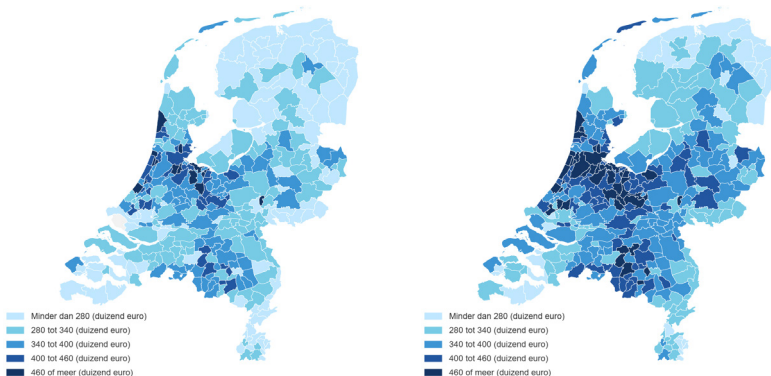 Minder dan 280 (duizend euro)
280 tot 340 (duizend euro)
340 tot 400 (duizend euro)
400 tot 460 (duizend euro)
460 of meer (duizend euro)
Minder dan 280 (duizend euro)
280 tot 340 (duizend euro)
340 tot 400 (duizend euro)
400 tot 460 (duizend euro)
460 of meer (duizend euro)